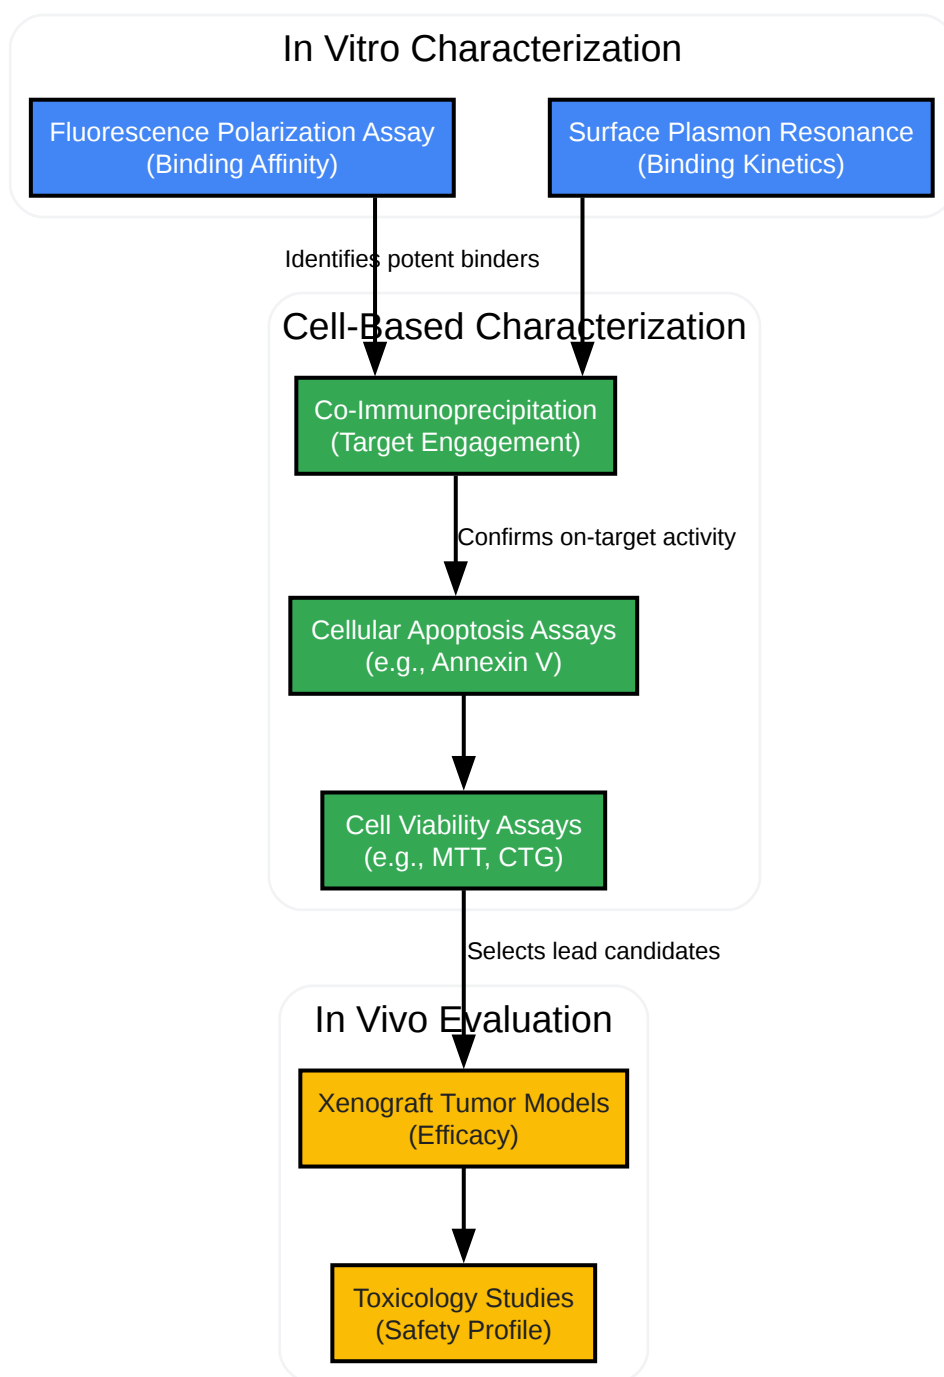 In Vitro Characterization
Fluorescence Polarization Assay
(Binding Affinity)
Surface Plasmon Resonance
(Binding Kinetics)
Identifies potent binders
Cell-Based Characterization
Co-Immunoprecipitation
(Target Engagement)
Confirms on-target activity
Cellular Apoptosis Assays
(e.g., Annexin V)
Cell Viability Assays
(e.g., MTT, CTG)
Selects lead candidates
In Vivo Evaluation
Xenograft Tumor Models
(Efficacy)
Toxicology Studies
(Safety Profile)